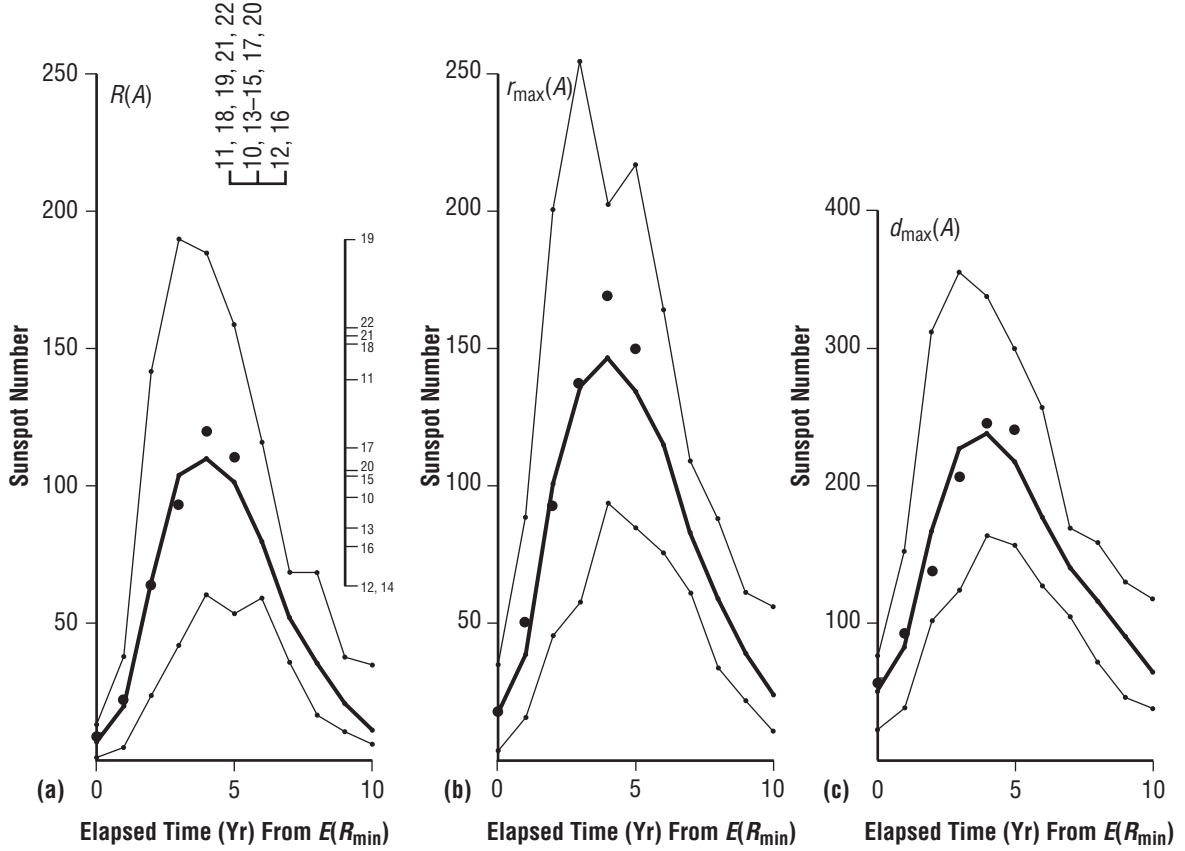 11, 18, 19, 21, 22
10, 13–15, 17, 20
12, 16
(a)
R(A)
Sunspot Number
250
200
150
100
50
0
5
10
Elapsed Time (Yr) From E(Rmin)
19
22
21
18
11
17
20
15
10
13
16
12, 14
(b)
rmax(A)
Sunspot Number
250
200
150
100
50
0
5
10
Elapsed Time (Yr) From E(Rmin)
(c)
dmax(A)
Sunspot Number
400
300
200
100
0
5
10
Elapsed Time (Yr) From E(Rmin)